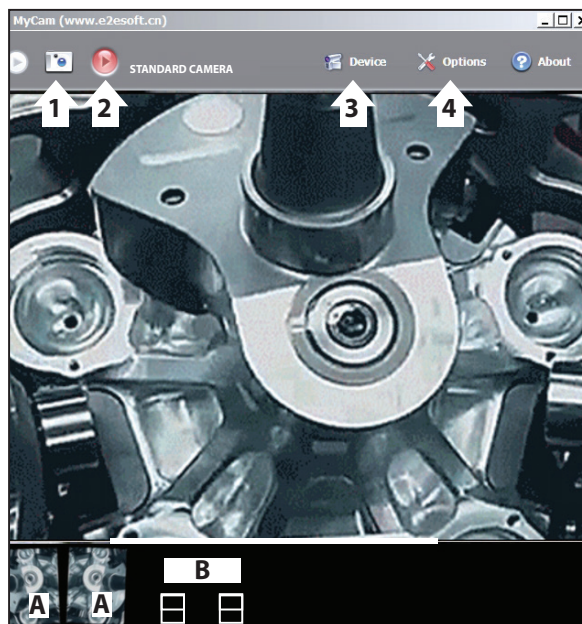 MyCam (www.e2esoft.cn)
STANDARD CAMERA
Device
Options
About
1
2
3
4
B
A
A